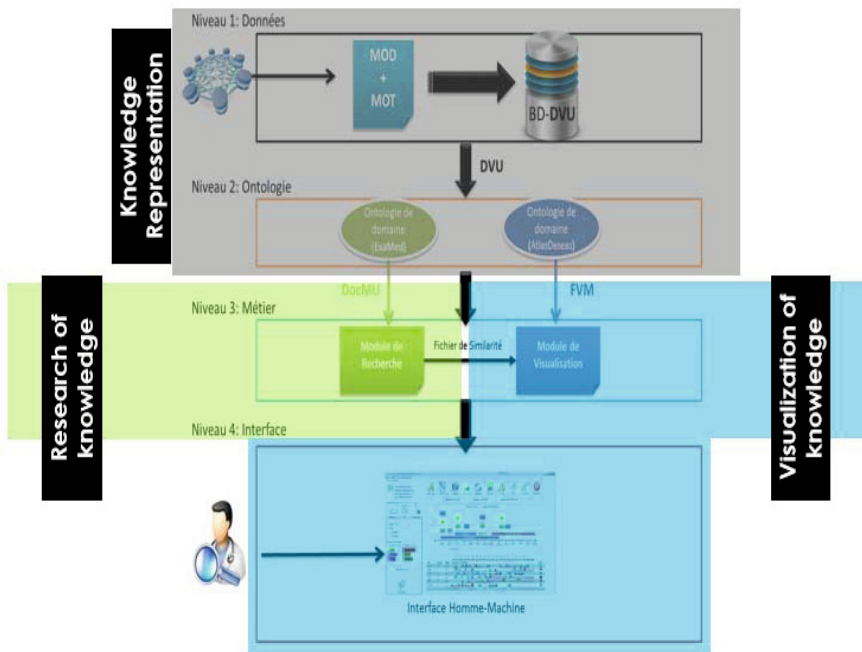 Niveau 1: Données
Knowledge
Representation
MOD
+
MOT
BD-DVU
DVU
Niveau 2: Ontologie
Ontologie de
domaine
(ExaMed)
Ontologie de
domaine
(AtlasDeseas)
DocMU
FVM
Niveau 3: Métier
Research of
knowledge
Module de
Recherche
Fichier de Similarité
Module de
Visualisation
Visualization of
knowledge
Niveau 4: Interface
Interface Homme-Machine